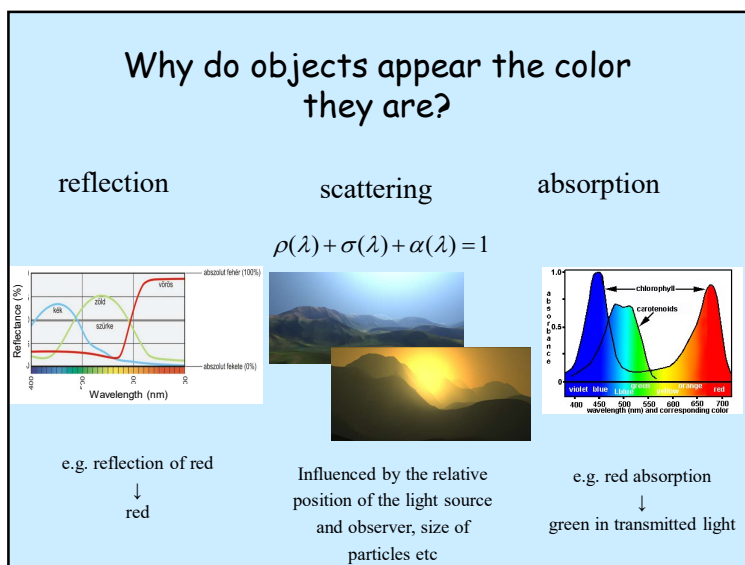 Why do objects appear the color
they are?
reflection
scattering
absorption
ρ(λ)+σ(λ)+α(λ)=1
abszolut fehér (100%)
vörös
kék
zöld
szürke
Reflectance (%)
abszolut fekete (0%)
Wavelength (nm)
1.0
chlorophyll
carotenoids
absorbance
0.5
0
violet blue l.blue green yellow orange red
400 450 500 550 600 650 700
wavelength (nm) and corresponding color
e.g. reflection of red
↓
red
Influenced by the relative
position of the light source
and observer, size of
particles etc
e.g. red absorption
↓
green in transmitted light